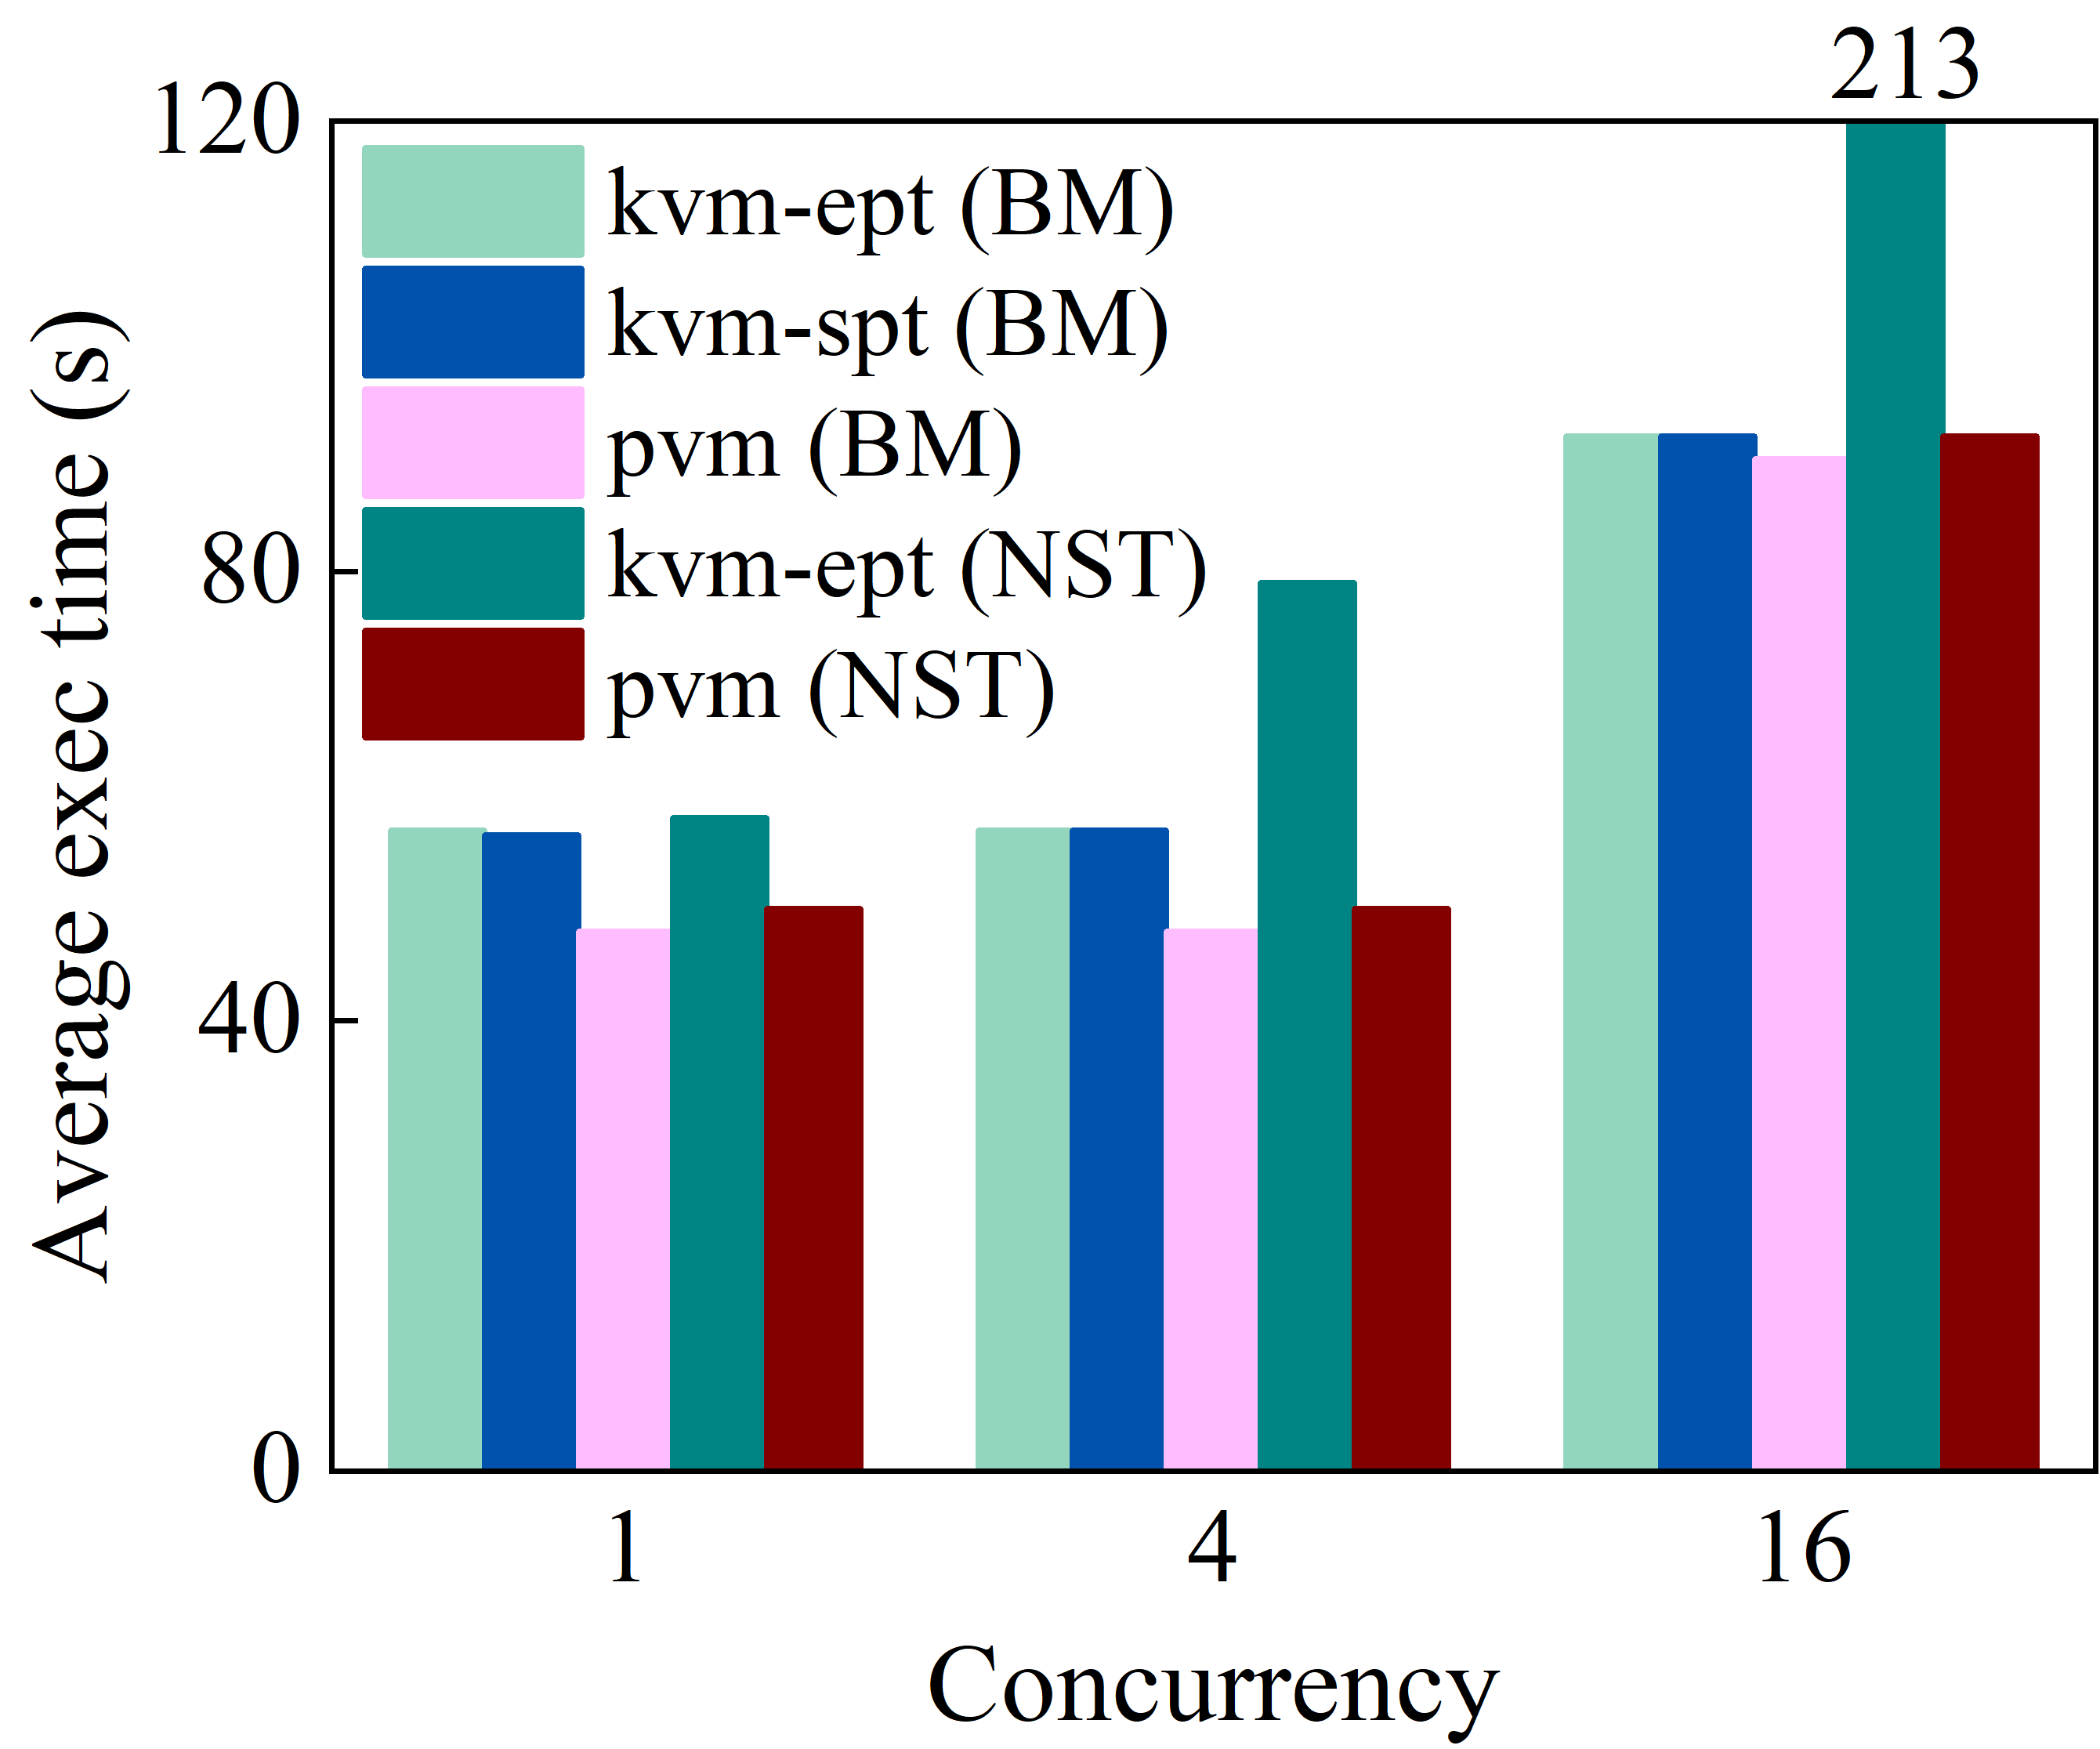 213
120
80
40
0
Average exec time (s)
kvm-ept (BM)
kvm-spt (BM)
pvm (BM)
kvm-ept (NST)
pvm (NST)
1 4 16
Concurrency